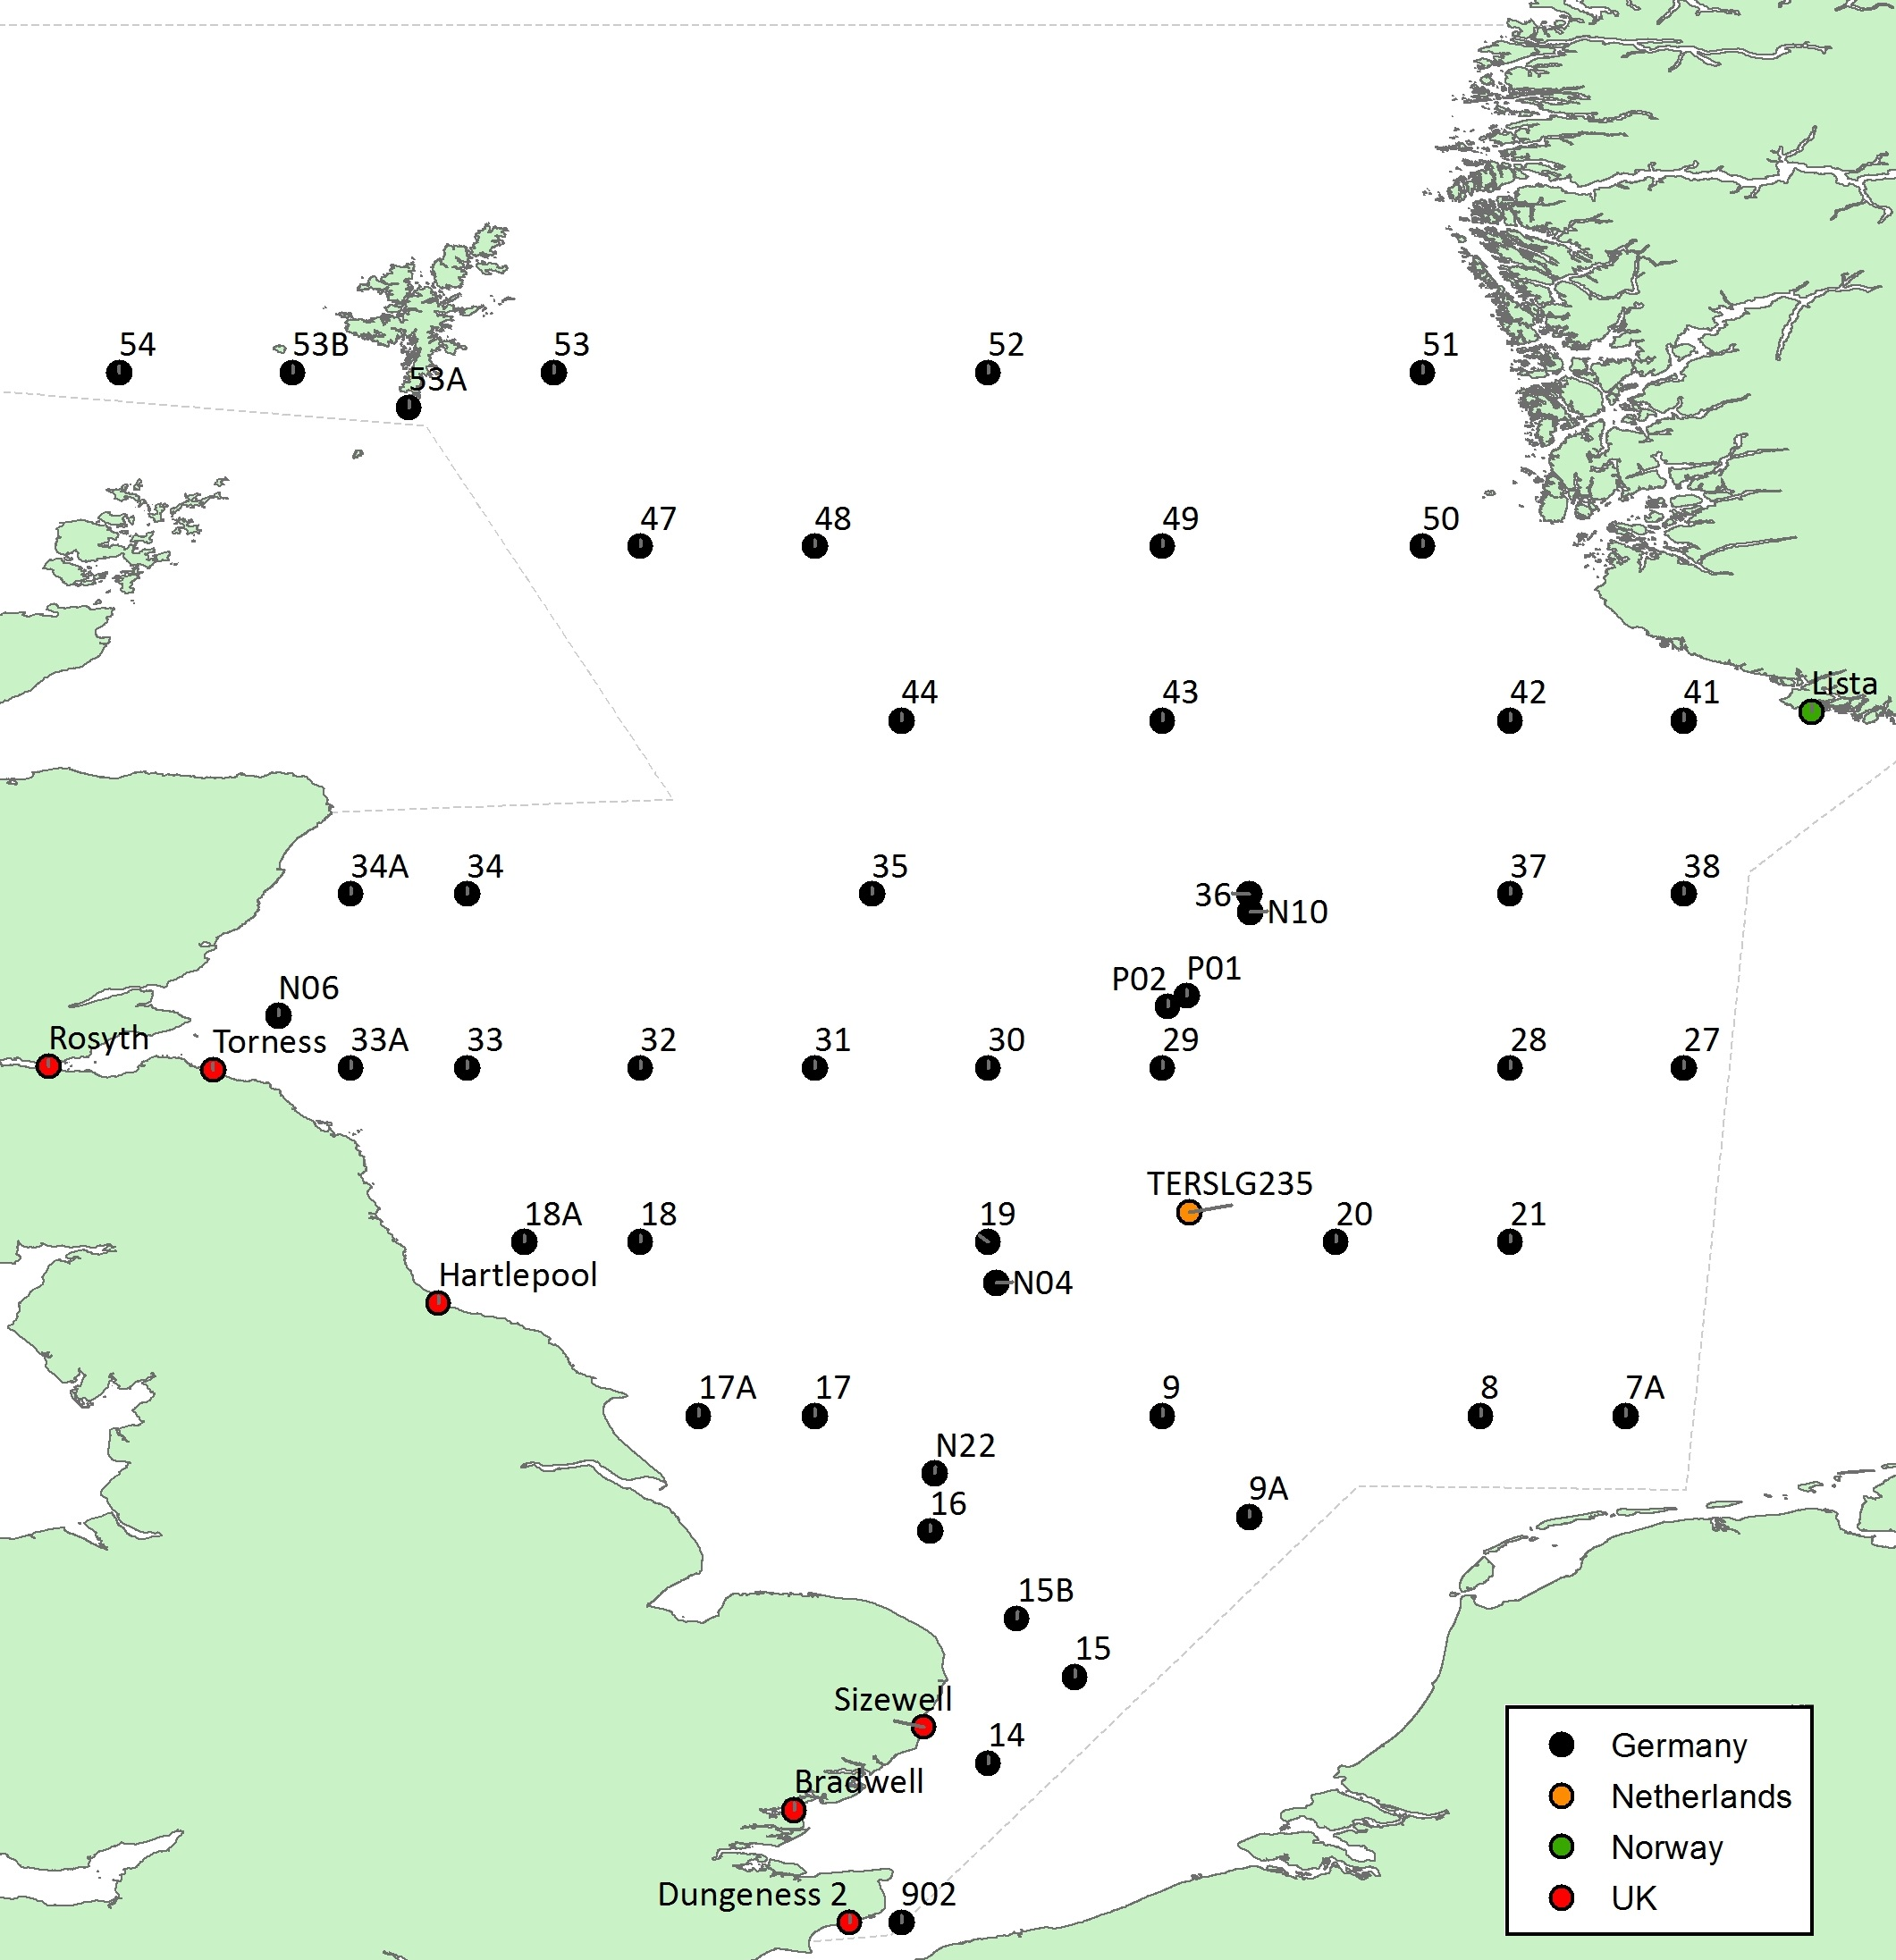 54
53B
53
52
51
53A
47
48
49
50
44
43
42
41
Lista
34A
34
35
36
N10
37
38
N06
P02
P01
Rosyth
Torness
33A
33
32
31
30
29
28
27
TERSLG235
18A
18
19
20
21
Hartlepool
N04
17A
17
9
8
7A
N22
16
9A
15B
15
Sizewell
14
Bradwell
Dungeness 2
902
Germany
Netherlands
Norway
UK